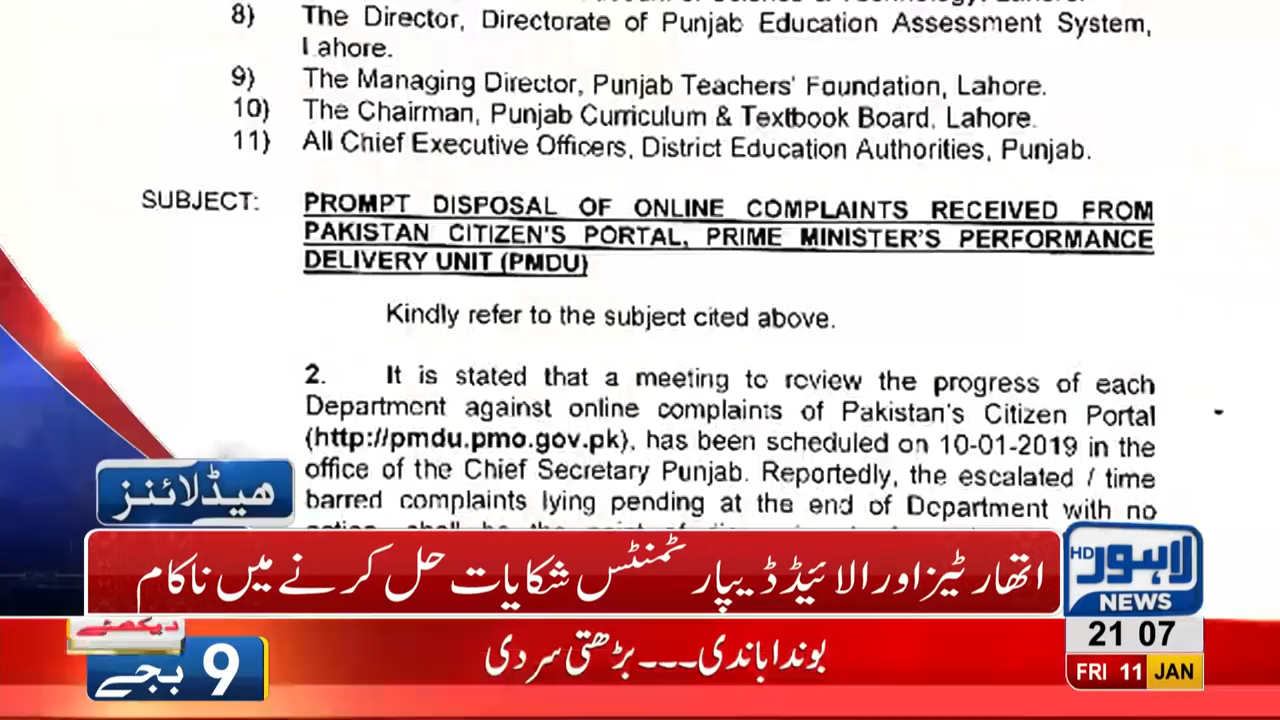 8) The Director, Directorate of Punjab Education Assessment System,
Lahore.
9) The Managing Director, Punjab Teachers' Foundation, Lahore.
10) The Chairman, Punjab Curriculum & Textbook Board, Lahore.
11) All Chief Executive Officers, District Education Authorities, Punjab.
SUBJECT: PROMPT DISPOSAL OF ONLINE COMPLAINTS RECEIVED FROM
PAKISTAN CITIZEN'S PORTAL, PRIME MINISTER'S PERFORMANCE
DELIVERY UNIT (PMDU)
Kindly refer to the subject cited above.
2. It is stated that a meeting to review the progress of each
Department against online complaints of Pakistan's Citizen Portal
(http://pmdu.pmo.gov.pk), has been scheduled on 10-01-2019 in the
office of the Chief Secretary Punjab. Reportedly, the escalated / time
barred complaints lying pending at the end of Department with no
ھیڈلائنز
اتھارٹیز اور الائیڈ ڈیپارٹمنٹس شکایات حل کرنے میں ناکام
لاہور HD
NEWS
21 07
FRI 11 JAN
دیکھئے
9 بجے
بوندا باندی۔۔۔ بڑھتی سردی